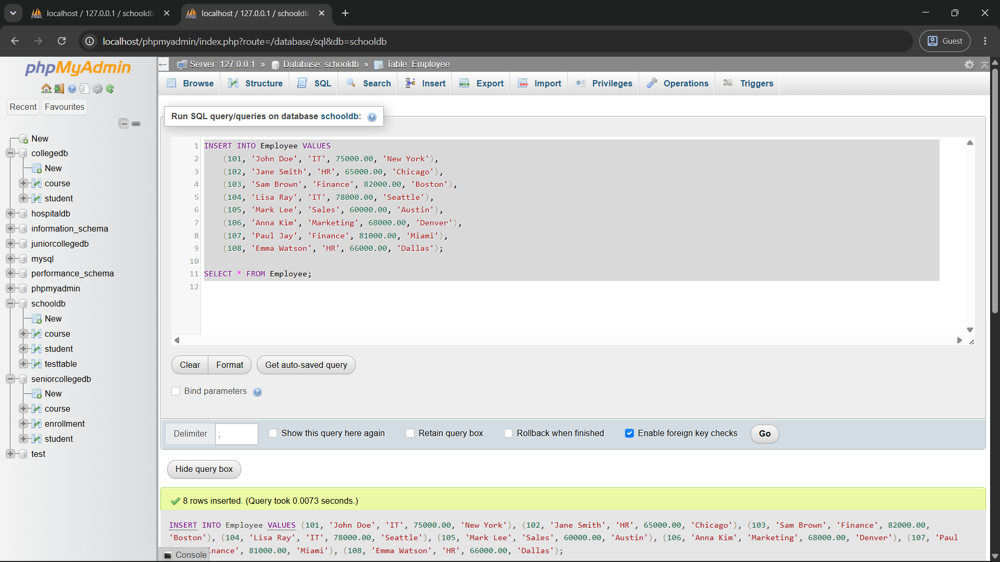 localhost / 127.0.0.1 / schooldb
localhost / 127.0.0.1 / schooldb
localhost/phpmyadmin/index.php?route=/database/sql&db=schooldb
Guest
phpMyAdmin
Recent
Favourites
New
collegedb
New
course
student
hospitaldb
information_schema
juniorcollegedb
mysql
performance_schema
phpmyadmin
schooldb
New
course
student
testtable
seniorcollegedb
New
course
enrollment
student
test
Server: 127.0.0.1 » Database: schooldb » Table: Employee
Browse Structure SQL Search Insert Export Import Privileges Operations Triggers
Run SQL query/queries on database schooldb:
1 INSERT INTO Employee VALUES
2 (101, 'John Doe', 'IT', 75000.00, 'New York'),
3 (102, 'Jane Smith', 'HR', 65000.00, 'Chicago'),
4 (103, 'Sam Brown', 'Finance', 82000.00, 'Boston'),
5 (104, 'Lisa Ray', 'IT', 78000.00, 'Seattle'),
6 (105, 'Mark Lee', 'Sales', 60000.00, 'Austin'),
7 (106, 'Anna Kim', 'Marketing', 68000.00, 'Denver'),
8 (107, 'Paul Jay', 'Finance', 81000.00, 'Miami'),
9 (108, 'Emma Watson', 'HR', 66000.00, 'Dallas');
10
11 SELECT * FROM Employee;
12
Clear Format Get auto-saved query
Bind parameters
Delimiter ; Show this query here again Retain query box Rollback when finished Enable foreign key checks Go
Hide query box
8 rows inserted. (Query took 0.0073 seconds.)
INSERT INTO Employee VALUES (101, 'John Doe', 'IT', 75000.00, 'New York'), (102, 'Jane Smith', 'HR', 65000.00, 'Chicago'), (103, 'Sam Brown', 'Finance', 82000.00,
'Boston'), (104, 'Lisa Ray', 'IT', 78000.00, 'Seattle'), (105, 'Mark Lee', 'Sales', 60000.00, 'Austin'), (106, 'Anna Kim', 'Marketing', 68000.00, 'Denver'), (107, 'Paul
inance', 81000.00, 'Miami'), (108, 'Emma Watson', 'HR', 66000.00, 'Dallas');
Console